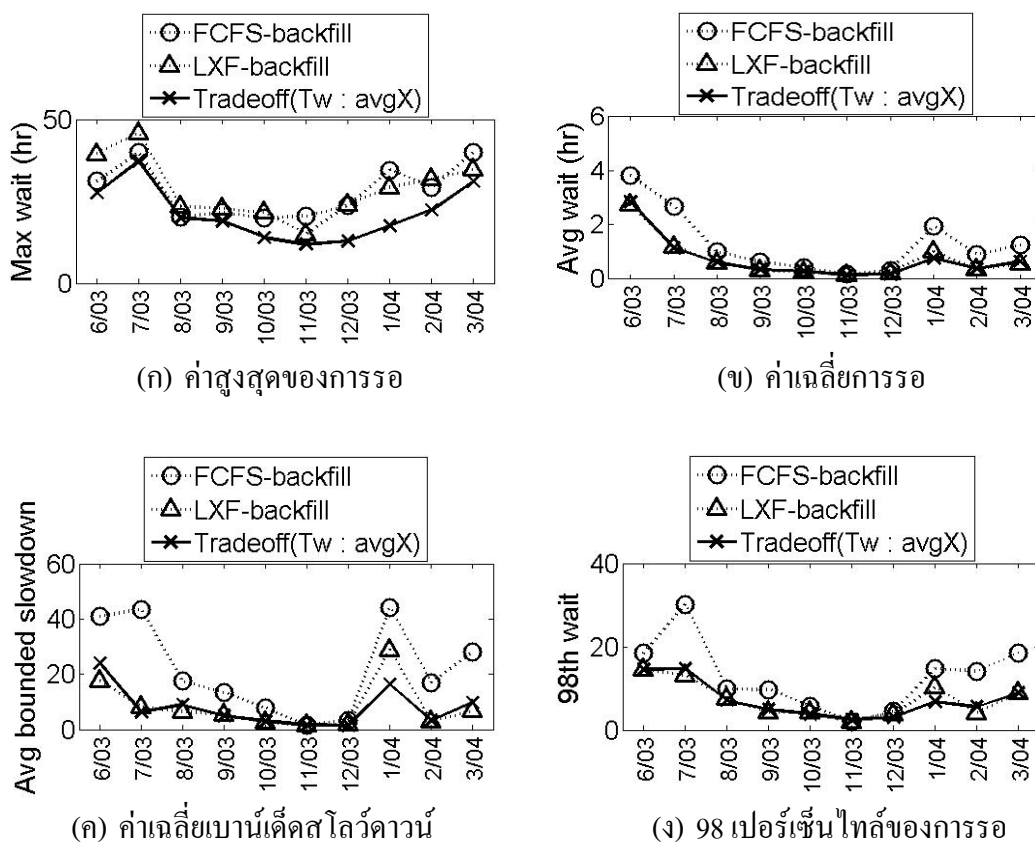 FCFS-backfill
LXF-backfill
Tradeoff(Tw : avgX)
Max wait (hr)
50
0
6/03 7/03 8/03 9/03 10/03 11/03 12/03 1/04 2/04 3/04
(ก) ค่าสูงสุดของการรอ
FCFS-backfill
LXF-backfill
Tradeoff(Tw : avgX)
Avg wait (hr)
6
4
2
0
6/03 7/03 8/03 9/03 10/03 11/03 12/03 1/04 2/04 3/04
(ข) ค่าเฉลี่ยการรอ
FCFS-backfill
LXF-backfill
Tradeoff(Tw : avgX)
Avg bounded slowdown
60
40
20
0
6/03 7/03 8/03 9/03 10/03 11/03 12/03 1/04 2/04 3/04
(ค) ค่าเฉลี่ยเบาน์เด็ดสโลว์ดาวน์
FCFS-backfill
LXF-backfill
Tradeoff(Tw : avgX)
98th wait
40
20
0
6/03 7/03 8/03 9/03 10/03 11/03 12/03 1/04 2/04 3/04
(ง) 98 เปอร์เซ็นไทล์ของการรอ